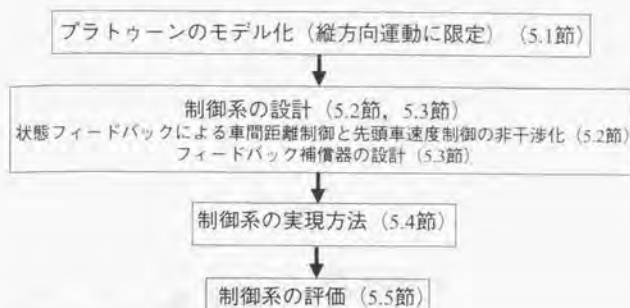 プラトゥーンのモデル化（縦方向運動に限定）（5.1節）
制御系の設計（5.2節，5.3節）
状態フィードバックによる車間距離制御と先頭車速度制御の非干渉化（5.2節）
フィードバック補償器の設計（5.3節）
制御系の実現方法（5.4節）
制御系の評価（5.5節）